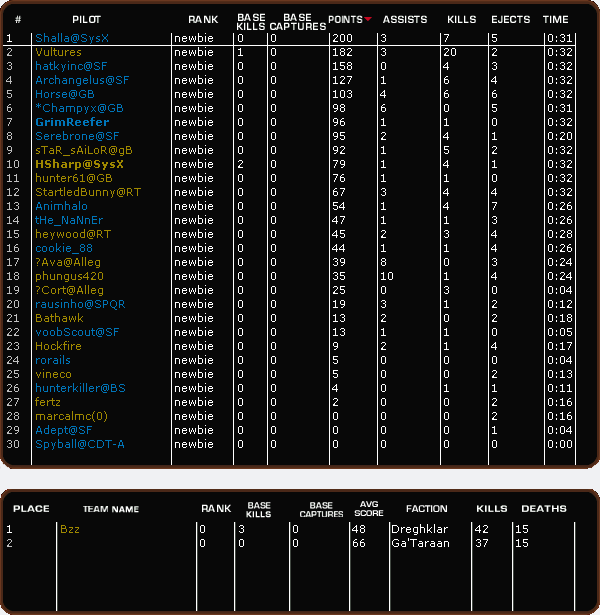 # PILOT RANK BASE KILLS BASE CAPTURES POINTS ASSISTS KILLS EJECTS TIME
1 Shalla@SysX newbie 0 0 200 3 7 5 0:31
2 Vultures newbie 1 0 182 3 20 2 0:32
3 hatkyinc@SF newbie 0 0 158 0 4 3 0:32
4 Archangelus@SF newbie 0 0 127 1 6 4 0:32
5 Horse@GB newbie 0 0 103 4 6 6 0:32
6 *Champyx@GB newbie 0 0 98 6 0 5 0:31
7 GrimReefer newbie 0 0 96 1 1 0 0:32
8 Serebrone@SF newbie 0 0 95 2 4 1 0:20
9 sTaR_sAiLoR@gB newbie 0 0 92 1 5 2 0:32
10 HSharp@SysX newbie 2 0 79 1 4 1 0:32
11 hunter61@GB newbie 0 0 76 1 1 0 0:32
12 StartledBunny@RT newbie 0 0 67 3 4 4 0:32
13 Animhalo newbie 0 0 54 1 4 7 0:26
14 tHe_NaNnEr newbie 0 0 47 1 1 3 0:26
15 heywood@RT newbie 0 0 45 2 3 4 0:28
16 cookie_88 newbie 0 0 44 1 1 4 0:26
17 ?Ava@Alleg newbie 0 0 39 8 0 3 0:24
18 phungus420 newbie 0 0 35 10 1 4 0:24
19 ?Cort@Alleg newbie 0 0 25 0 3 0 0:04
20 rausinho@SPQR newbie 0 0 19 3 1 2 0:12
21 Bathawk newbie 0 0 13 2 0 2 0:18
22 voobScout@SF newbie 0 0 13 1 1 0 0:05
23 Hockfire newbie 0 0 9 2 1 4 0:17
24 rorails newbie 0 0 5 0 0 0 0:04
25 vineco newbie 0 0 5 0 0 2 0:13
26 hunterkiller@BS newbie 0 0 4 0 1 1 0:11
27 fertz newbie 0 0 2 0 0 2 0:16
28 marcalmc(0) newbie 0 0 0 0 0 2 0:16
29 Adept@SF newbie 0 0 0 0 0 1 0:04
30 Spyball@CDT-A newbie 0 0 0 0 0 0 0:00
PLACE TEAM NAME RANK BASE KILLS BASE CAPTURES AVG SCORE FACTION KILLS DEATHS
1 Bzz 0 3 0 48 Dreghklar 42 15
2 0 0 0 66 Ga'Taraan 37 15